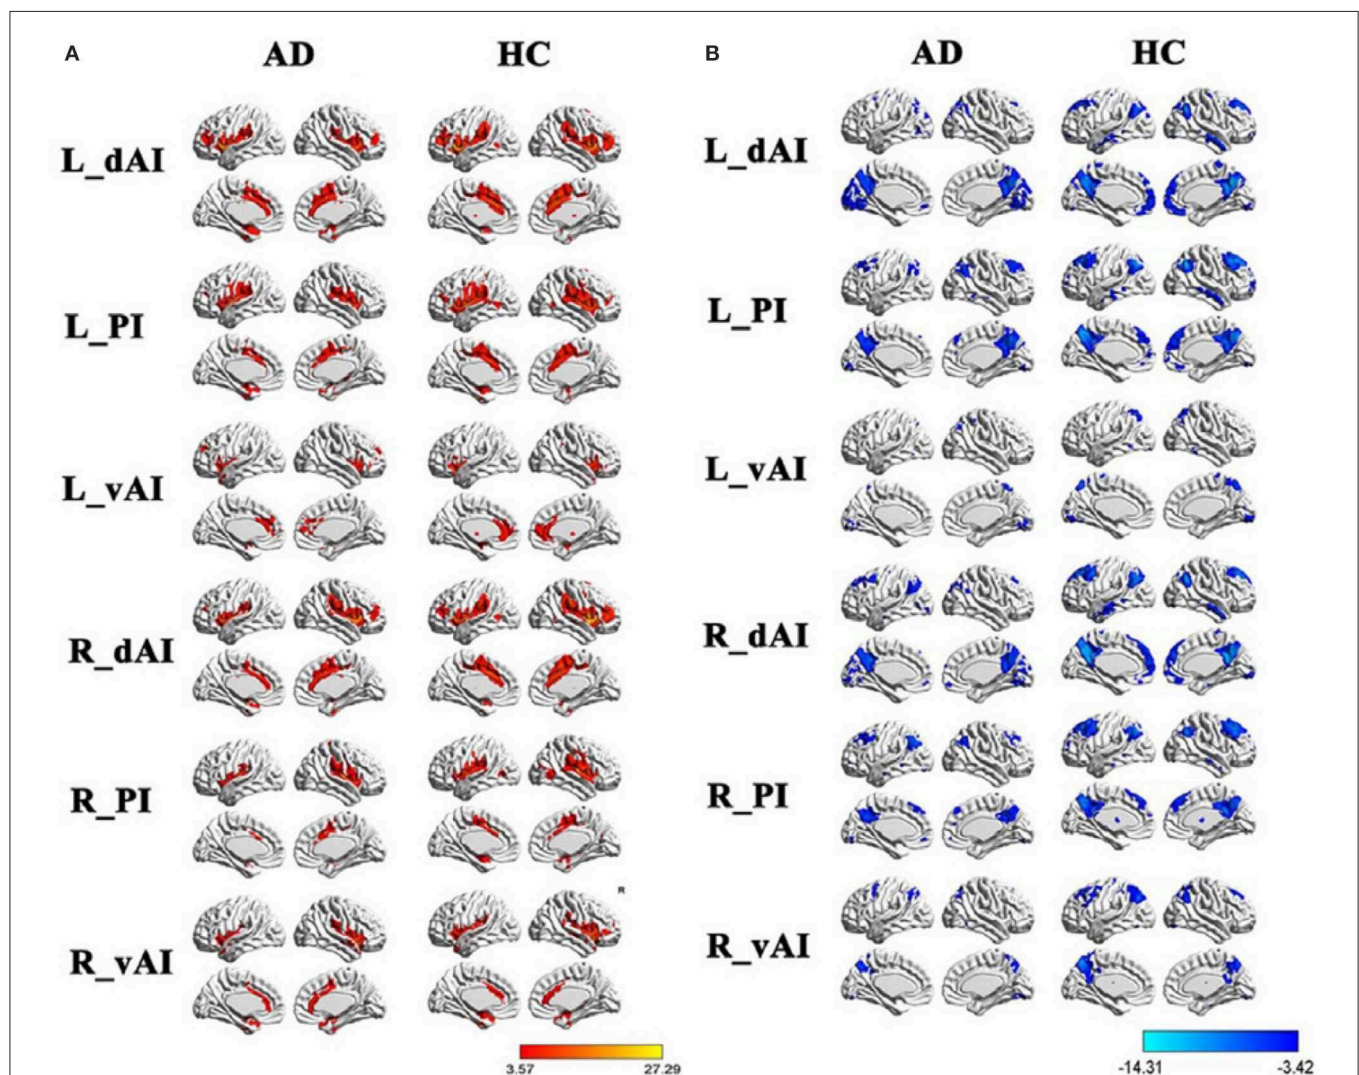 A
AD HC
L_dAI
L_PI
L_vAI
R_dAI
R_PI
R
R_vAI
3.57 27.29
B
AD HC
L_dAI
L_PI
L_vAI
R_dAI
R_PI
R_vAI
-14.31 -3.42